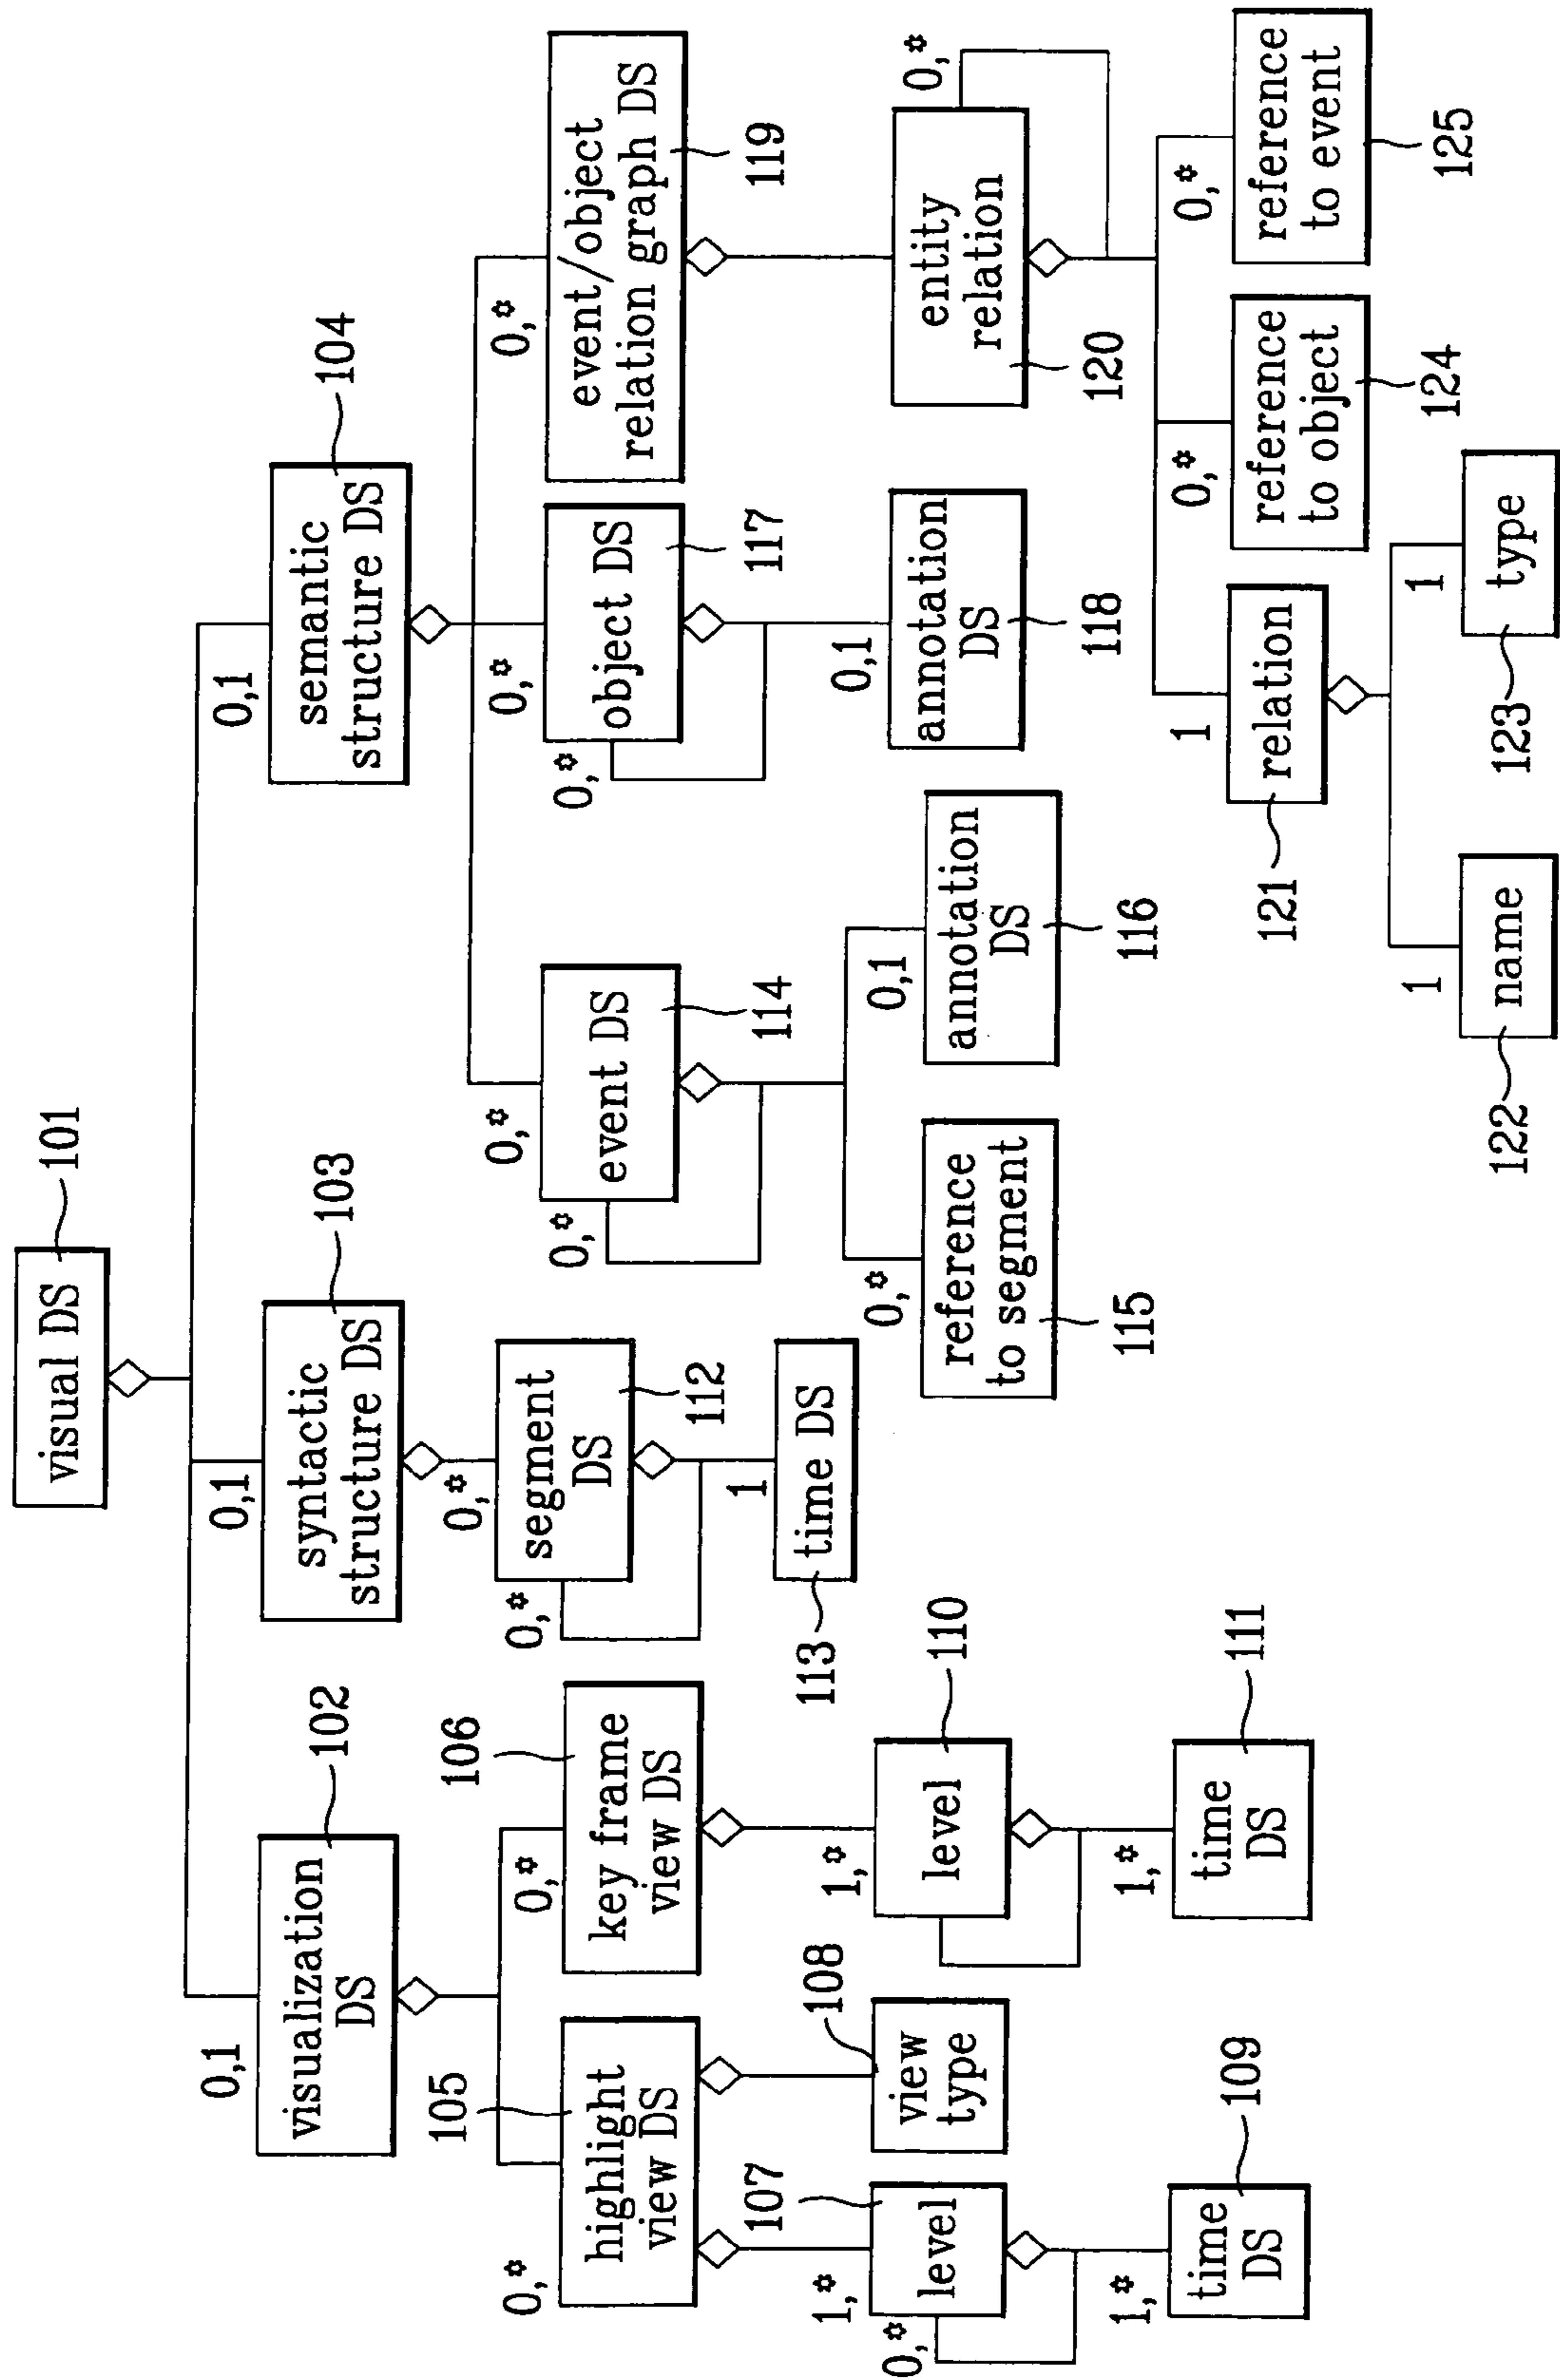 visual DS
101
0,1
visualization
DS
102
0,1
syntactic
structure DS
103
0,1
semantic
structure DS
104
0,*
highlight
view DS
105
0,*
key frame
view DS
106
0,*
segment
DS
112
0,*
0,*
event DS
114
0,*
0,*
object DS
117
0,*
0,*
event/object
relation graph DS
119
1,*
level
107
0,*
view
type
108
1,*
level
110
1
time DS
113
0,*
reference
to segment
115
0,1
annotation
DS
116
0,1
annotation
DS
118
entity
relation
120
0,*
1,*
time
DS
109
1,*
time
DS
111
1
relation
121
0,*
reference
to object
124
0,*
reference
to event
125
1
name
122
1
type
123